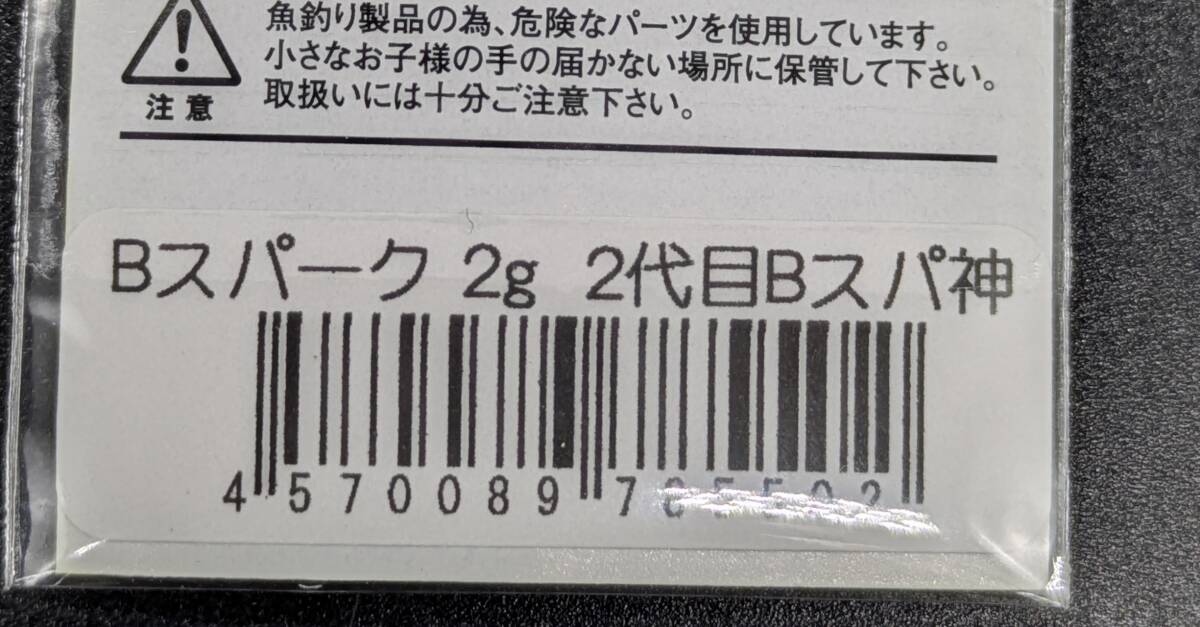 魚釣り製品の為、危険なパーツを使用しています。
小さなお子様の手の届かない場所に保管して下さい。
取扱いには十分ご注意下さい。
注意
Bスパーク 2g 2代目Bスパ神
4 570089 785502